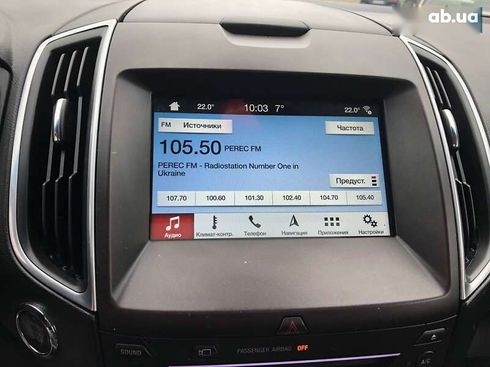 ab.ua
22.0° 10:03 7° 22.0°
FM Источники Частота
105.50 PEREC FM
PEREC FM - Radiostation Number One in
Ukraine
Предуст.
107.70 100.60 101.30 102.40 104.70 105.40
Аудио Климат-контр. Телефон Навигация Приложения Настройки
SOUND PASSENGER AIRBAG OFF A/C